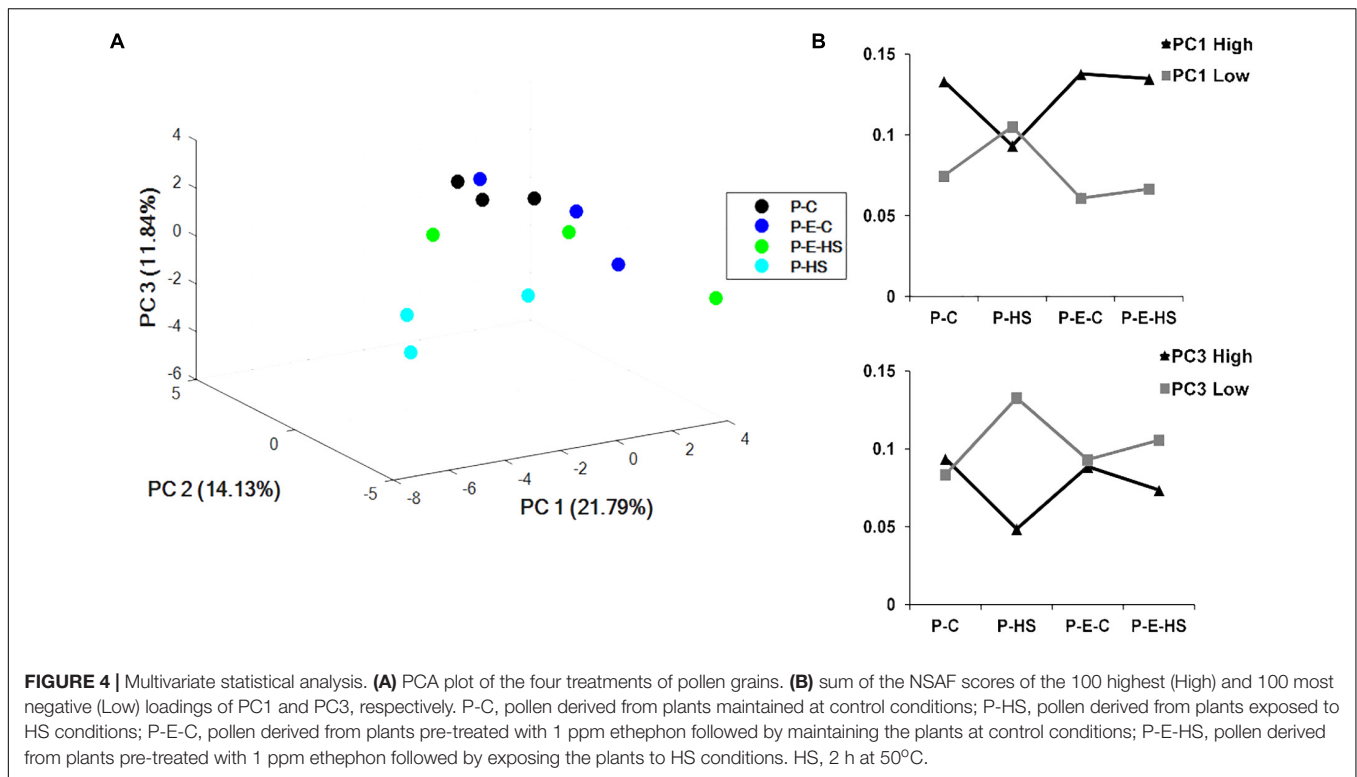 A
PC 3 (11.84%)
4
2
0
-2
-4
-6
5
0
-5
PC 2 (14.13%)
-8
-6
-4
-2
0
2
4
PC 1 (21.79%)
P-C
P-E-C
P-E-HS
P-HS
B
PC1 High
PC1 Low
0.15
0.1
0.05
0
P-C P-HS P-E-C P-E-HS
PC3 High
PC3 Low
0.15
0.1
0.05
0
P-C P-HS P-E-C P-E-HS
FIGURE 4 | Multivariate statistical analysis. (A) PCA plot of the four treatments of pollen grains. (B) sum of the NSAF scores of the 100 highest (High) and 100 most
negative (Low) loadings of PC1 and PC3, respectively. P-C, pollen derived from plants maintained at control conditions; P-HS, pollen derived from plants exposed to
HS conditions; P-E-C, pollen derived from plants pre-treated with 1 ppm ethephon followed by maintaining the plants at control conditions; P-E-HS, pollen derived
from plants pre-treated with 1 ppm ethephon followed by exposing the plants to HS conditions. HS, 2 h at 50°C.